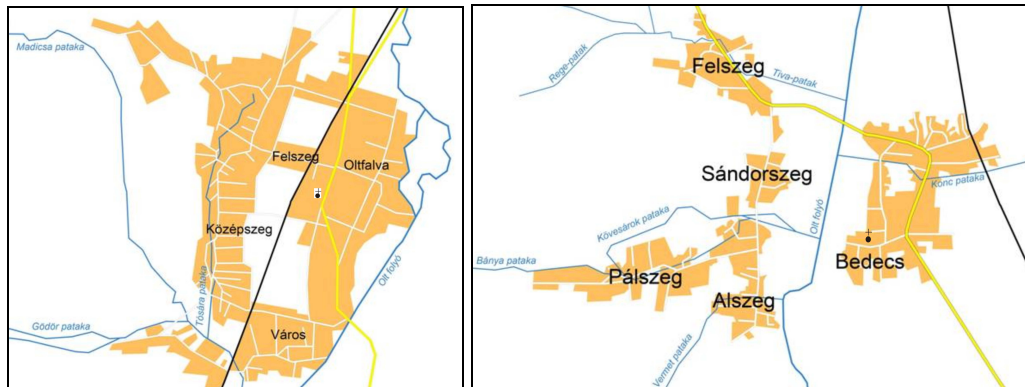 Madicsa pataka
Felszeg
Oltfalva
Középszeg
Olt folyó
Tósára pataka
Gödör pataka
Város
Rege-patak
Felszeg
Tiva-patak
Sándorszeg
Konc pataka
Kövesárok pataka
Olt folyó
Bánya pataka
Pálszeg
Bedecs
Alszeg
Vermet pataka